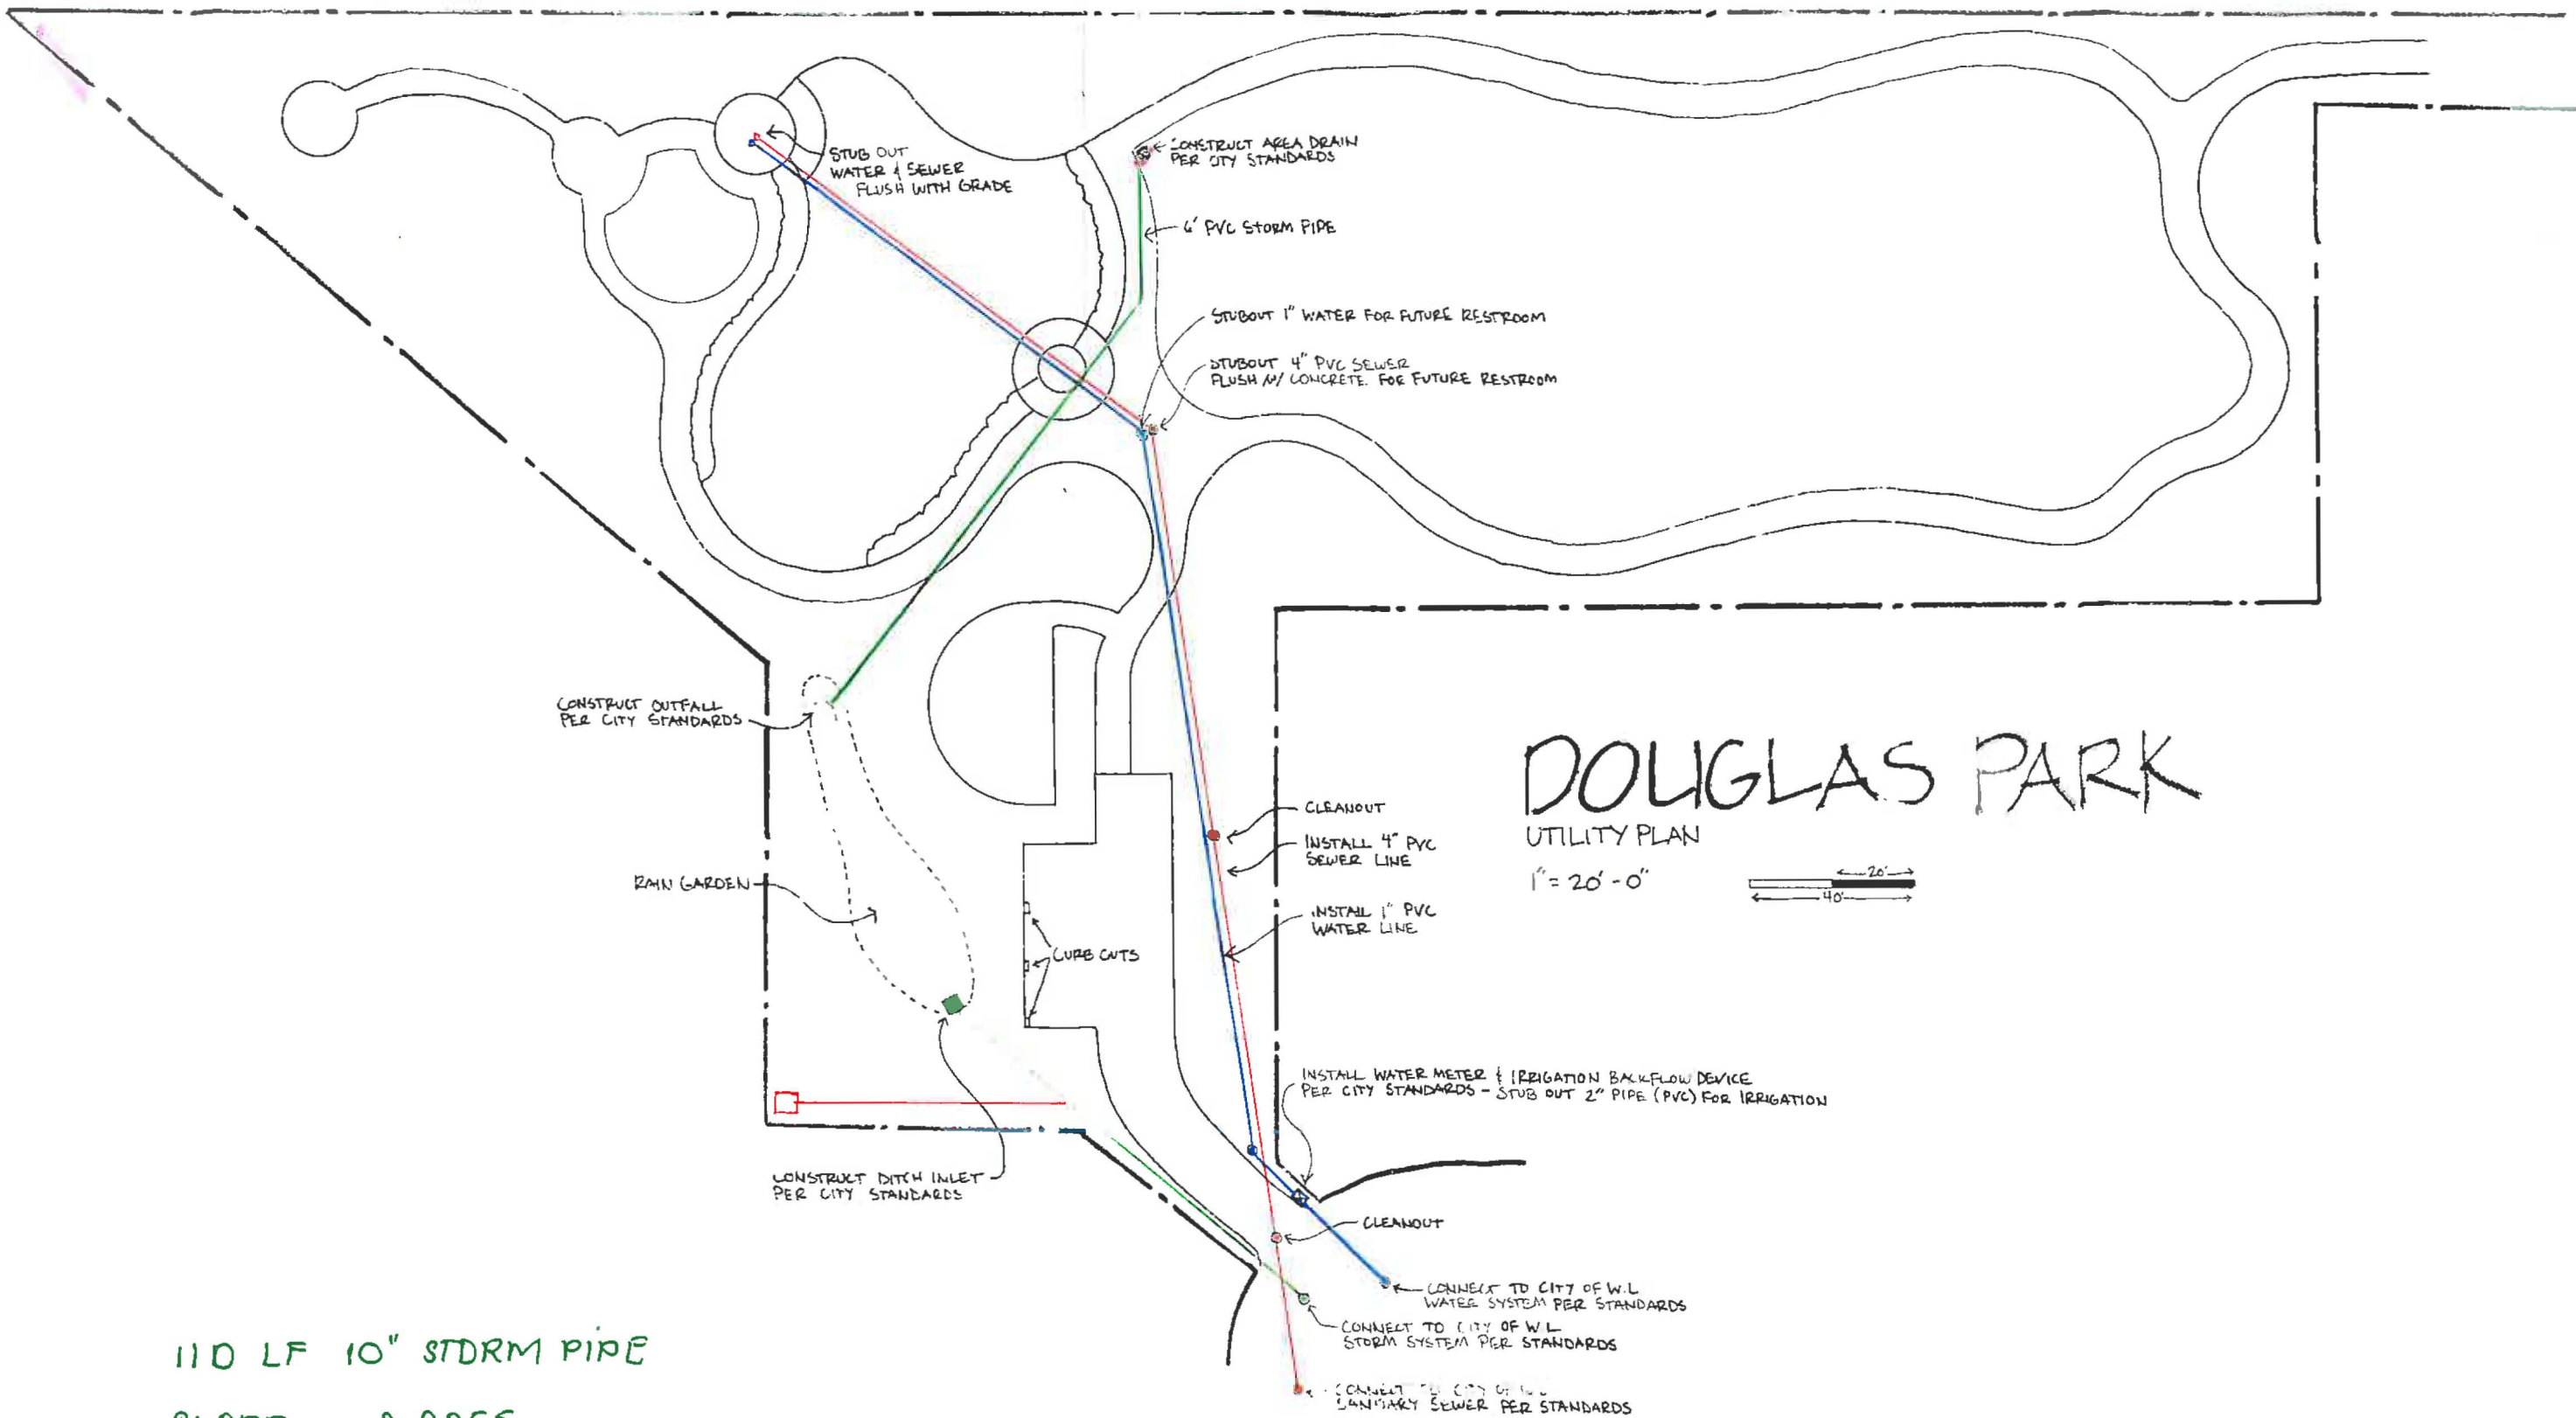 STUB OUT
WATER & SEWER
FLUSH WITH GRADE
CONSTRUCT AREA DRAIN
PER CITY STANDARDS
6' PVC STORM PIPE
STUBOUT 1" WATER FOR FUTURE RESTROOM
STUBOUT 4" PVC SEWER
FLUSH W/ CONCRETE. FOR FUTURE RESTROOM
CONSTRUCT OUTFALL
PER CITY STANDARDS
DOUGLAS PARK
UTILITY PLAN
1" = 20' - 0"
20'
40'
CLEANOUT
INSTALL 4" PVC
SEWER LINE
RAIN GARDEN
INSTALL 1" PVC
WATER LINE
CURB CUTS
INSTALL WATER METER & IRRIGATION BACKFLOW DEVICE
PER CITY STANDARDS - STUB OUT 2" PIPE (PVC) FOR IRRIGATION
CONSTRUCT DITCH INLET
PER CITY STANDARDS
CLEANOUT
CONNECT TO CITY OF W.L
WATER SYSTEM PER STANDARDS
CONNECT TO CITY OF W L
STORM SYSTEM PER STANDARDS
CONNECT TO CITY OF W L
SANITARY SEWER PER STANDARDS
110 LF 10" STORM PIPE